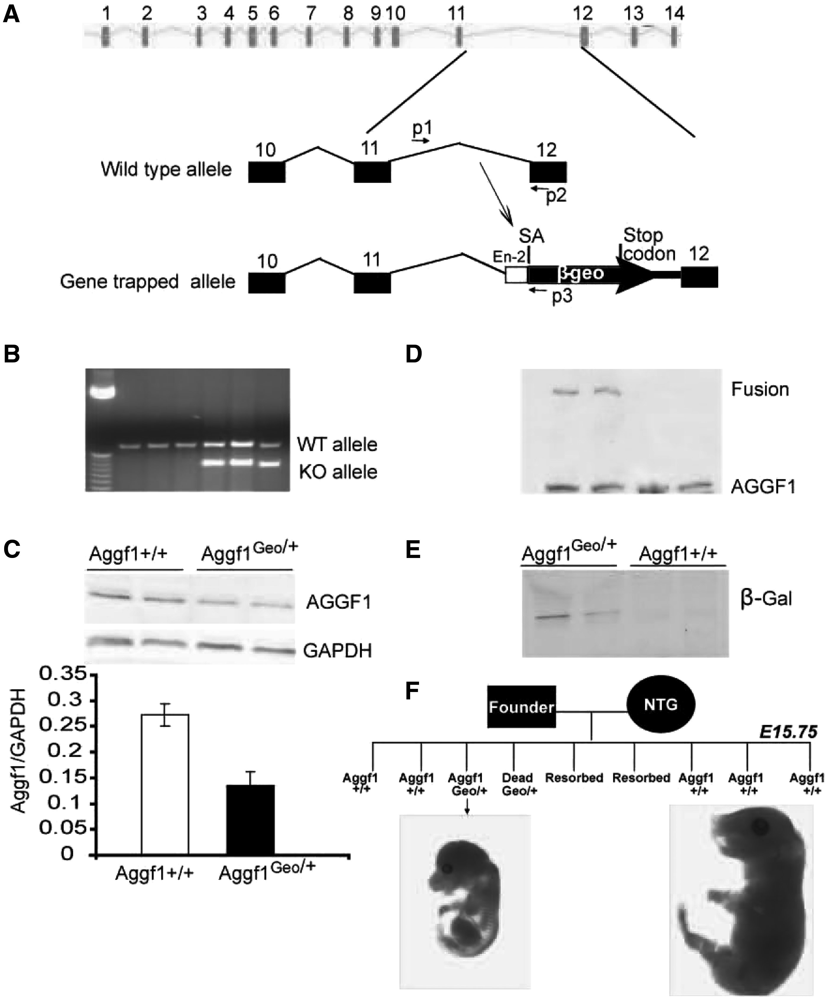 A
1 2 3 4 5 6 7 8 9 10 11 12 13 14
p1
10 11 12
Wild type allele
p2
SA
Stop
codon
En-2
10 11 12
Gene trapped allele
β-geo
p3
B
WT allele
KO allele
D
Fusion
AGGF1
C
Aggf1+/+ Aggf1Geo/+
AGGF1
GAPDH
0.35
0.3
0.25
0.2
0.15
0.1
0.05
0
Aggf1/GAPDH
Aggf1+/+ Aggf1Geo/+
E
Aggf1Geo/+ Aggf1+/+
β-Gal
F
Founder
NTG
E15.75
Aggf1 Aggf1 Aggf1 Dead Resorbed Resorbed Aggf1 Aggf1 Aggf1
+/+ +/+ Geo/+ Geo/+ +/+ +/+ +/+